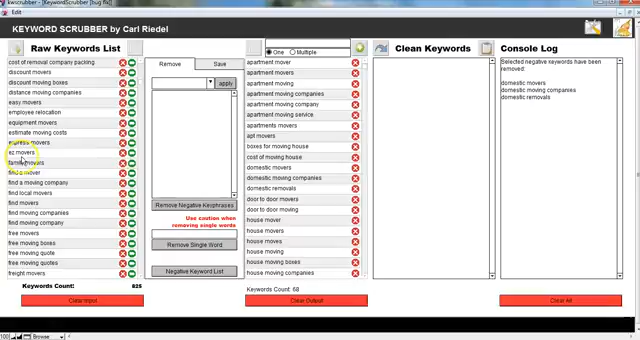 kwscrubber - [KeywordScrubber [bug fix]]
Edit
KEYWORD SCRUBBER by Carl Riedel
Raw Keywords List
cost of removal company packing
discount movers
discount moving boxes
distance moving companies
easy movers
employee relocation
equipment movers
estimate moving costs
express movers
ez movers
family movers
find a mover
find a moving company
find local movers
find movers
find moving companies
find moving company
free movers
free moving boxes
free moving quote
free moving quotes
freight movers
Keywords Count: 825
Clear Input
Remove
Save
apply
Remove Negative Keyphrases
Use caution when
removing single words
Remove Single Word
Negative Keyword List
One Multiple
apartment mover
apartment movers
apartment moving
apartment moving companies
apartment moving company
apartment moving service
apartments movers
apt movers
boxes for moving house
cost of moving house
domestic movers
domestic moving companies
domestic removals
door to door movers
door to door moving
house mover
house movers
house moves
house moving
house moving boxes
house moving companies
Keywords Count: 68
Clear Output
Clean Keywords
Console Log
Selected negative keywords have been
removed:
domestic movers
domestic moving companies
domestic removals
Clear All
100
Browse